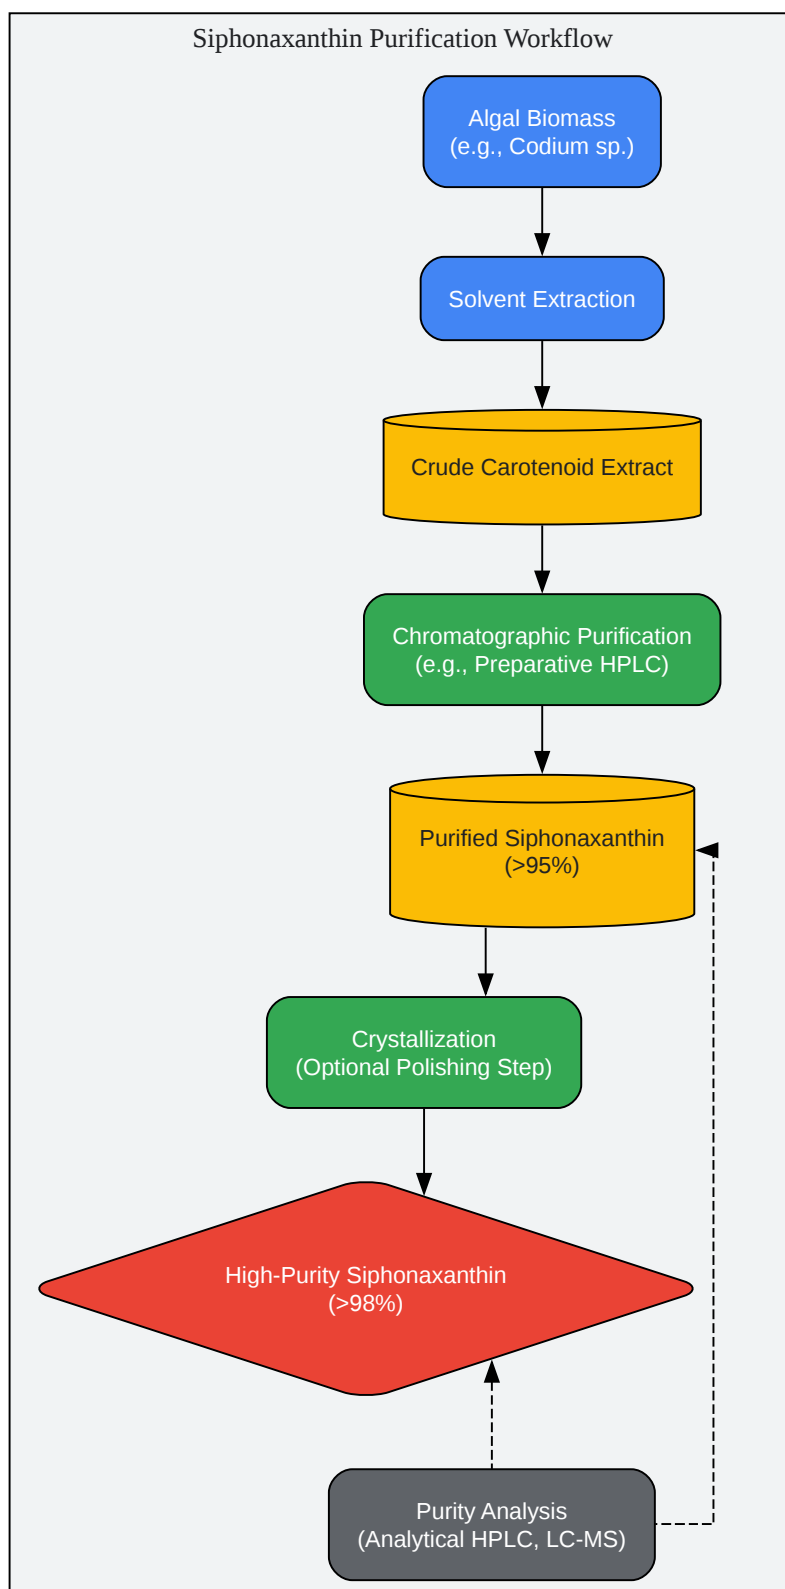 Siphonaxanthin Purification Workflow
Algal Biomass
(e.g., Codium sp.)
Solvent Extraction
Crude Carotenoid Extract
Chromatographic Purification
(e.g., Preparative HPLC)
Purified Siphonaxanthin
(>95%)
Crystallization
(Optional Polishing Step)
High-Purity Siphonaxanthin
(>98%)
Purity Analysis
(Analytical HPLC, LC-MS)